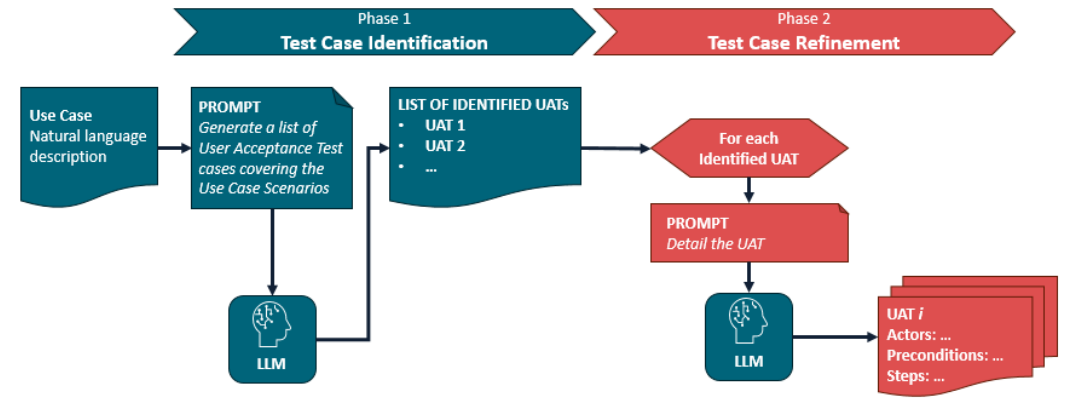 Phase 1
Test Case Identification
Phase 2
Test Case Refinement
Use Case
Natural language
description
PROMPT
Generate a list of
User Acceptance Test
cases covering the
Use Case Scenarios
LLM
LIST OF IDENTIFIED UATs
• UAT 1
• UAT 2
• ...
For each
Identified UAT
PROMPT
Detail the UAT
LLM
UAT i
Actors: ...
Preconditions: ...
Steps: ...